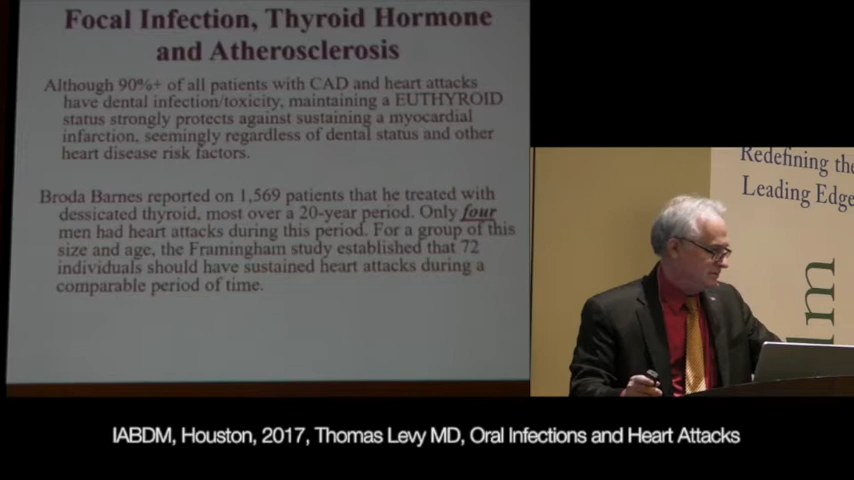 Focal Infection, Thyroid Hormone
and Atherosclerosis
Although 90%+ of all patients with CAD and heart attacks
have dental infection/toxicity, maintaining a EUTHYROID
status strongly protects against sustaining a myocardial
infarction, seemingly regardless of dental status and other
heart disease risk factors.
Broda Barnes reported on 1,569 patients that he treated with
dessicated thyroid, most over a 20-year period. Only four
men had heart attacks during this period. For a group of this
size and age, the Framingham study established that 72
individuals should have sustained heart attacks during a
comparable period of time.
Redefining the
Leading Edge
IABDM, Houston, 2017, Thomas Levy MD, Oral Infections and Heart Attacks